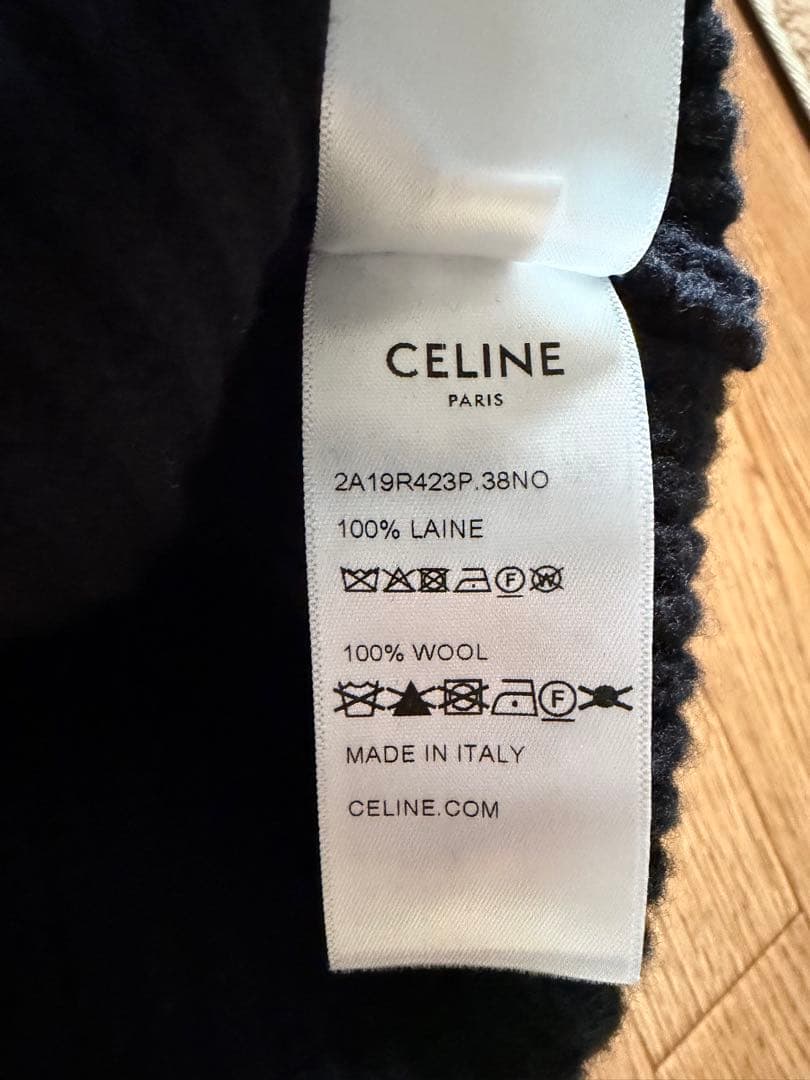 CELINE
PARIS
2A19R423P.38NO
100% LAINE
F W
100% WOOL
F
MADE IN ITALY
CELINE.COM